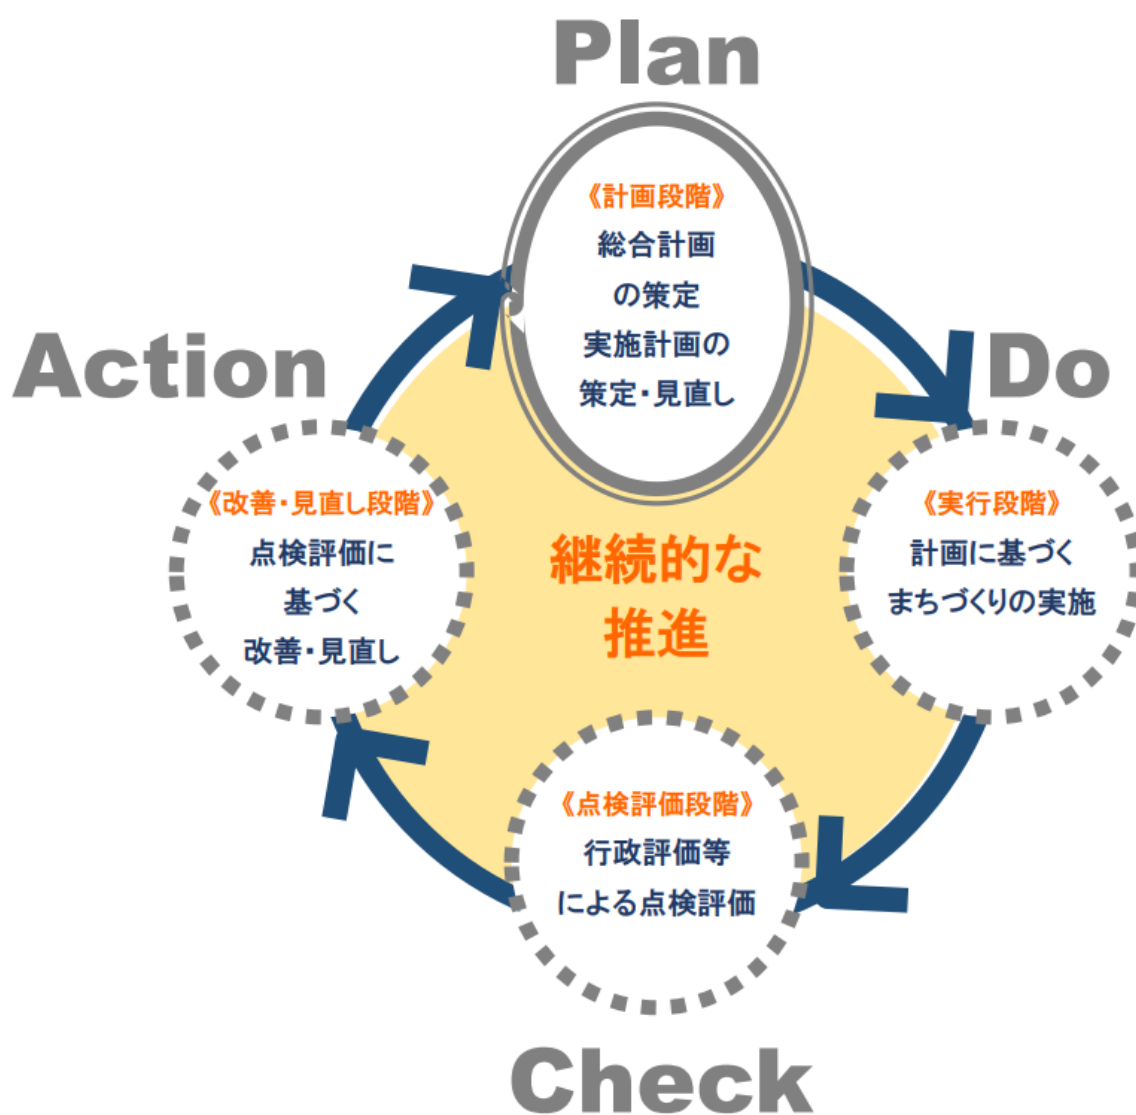 Plan
《計画段階》
総合計画
の策定
実施計画の
策定・見直し
Do
《実行段階》
計画に基づく
まちづくりの実施
Check
《点検評価段階》
行政評価等
による点検評価
Action
《改善・見直し段階》
点検評価に
基づく
改善・見直し
継続的な
推進